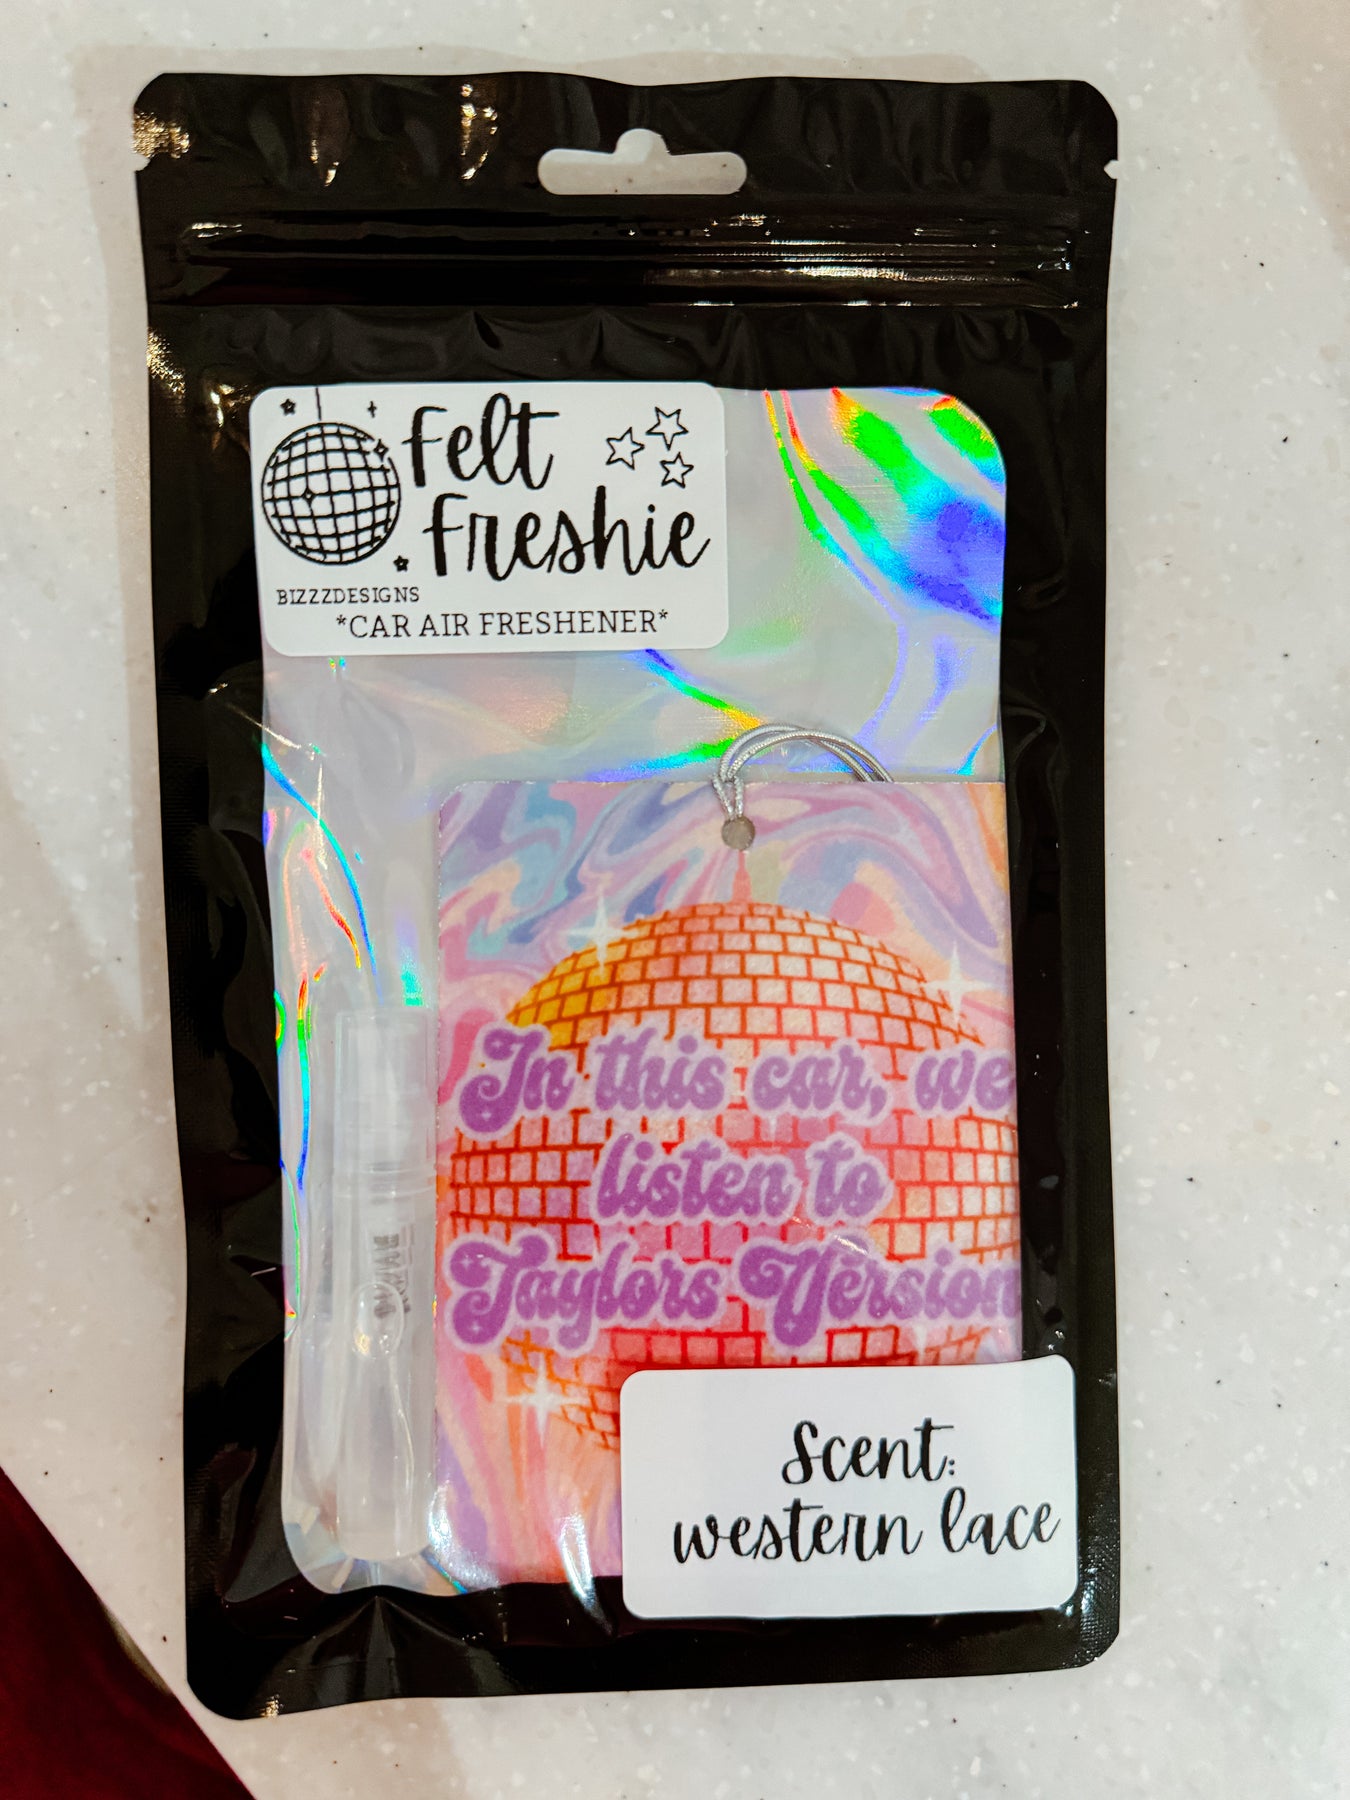 Felt
Freshie
BIZZZDESIGNS
*CAR AIR FRESHENER*
In this car, we
listen to
Taylors Version
Scent:
western lace